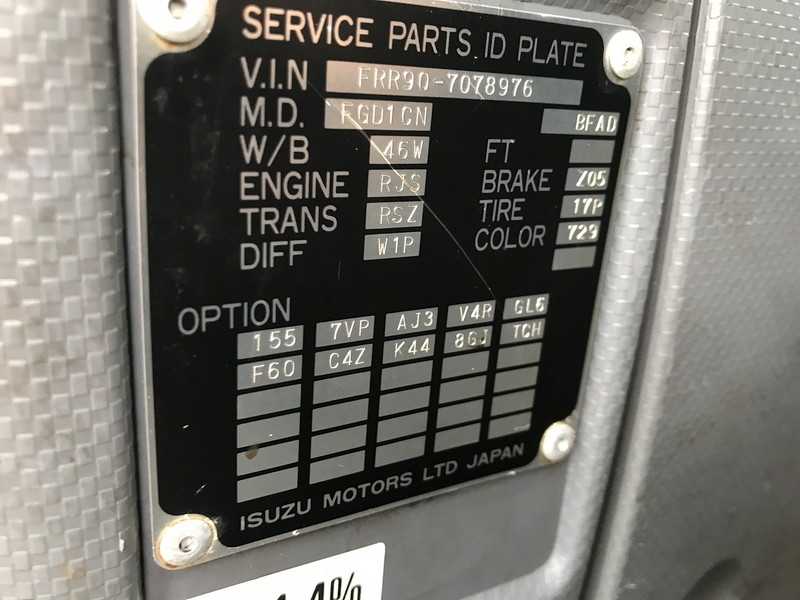 SERVICE PARTS ID PLATE
V.I.N FRR90-7078976
M.D. FGD1CN 8FAD
W/B 46W FT
ENGINE RJS BRAKE Z05
TRANS RSZ TIRE 17P
DIFF W1P COLOR 729
OPTION
155 7VP AJ3 V4R GL6
F60 C4Z K44 8GJ TCH
ISUZU MOTORS LTD JAPAN